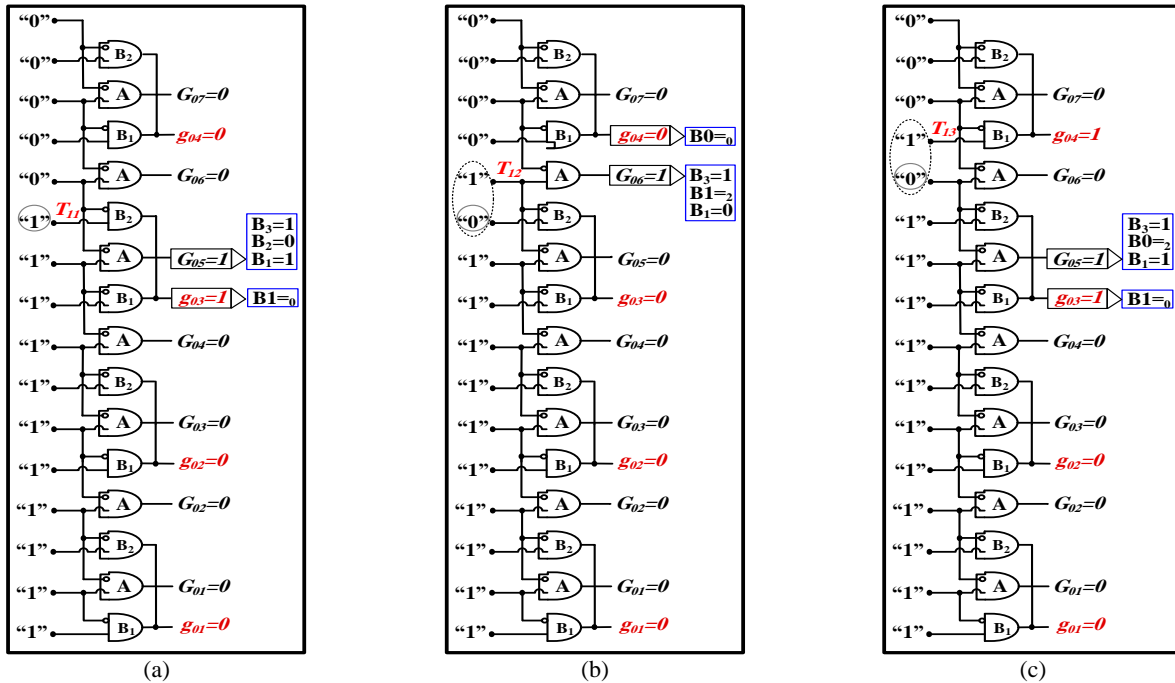 “0”
“0” B₂
“0” A G₀₇=0
“0” B₁ g₀₄=0
“0” A G₀₆=0
“1” T₁₁ B₂
B₃=1
B₂=0
“1” A G₀₅=1 B₁=1
“1” B₁ g₀₃=1 B1=₀
“1” A G₀₄=0
“1” B₂
“1” A G₀₃=0
“1” B₁ g₀₂=0
“1” A G₀₂=0
“1” B₂
“1” A G₀₁=0
“1” B₁ g₀₁=0
(a)
“0”
“0” B₂
“0” A G₀₇=0
“0” B₁ g₀₄=0 B0=₀
“1” T₁₂ A G₀₆=1 B₃=1
B1=₂
B₁=0
“0” B₂
“1” A G₀₅=0
“1” B₁ g₀₃=0
“1” A G₀₄=0
“1” B₂
“1” A G₀₃=0
“1” B₁ g₀₂=0
“1” A G₀₂=0
“1” B₂
“1” A G₀₁=0
“1” B₁ g₀₁=0
(b)
“0”
“0” B₂
“0” A G₀₇=0
“1” T₁₃ B₁ g₀₄=1
“0” A G₀₆=0
“1” B₂
B₃=1
B0=₂
“1” A G₀₅=1 B₁=1
“1” B₁ g₀₃=1 B1=₀
“1” A G₀₄=0
“1” B₂
“1” A G₀₃=0
“1” B₁ g₀₂=0
“1” A G₀₂=0
“1” B₂
“1” A G₀₁=0
“1” B₁ g₀₁=0
(c)